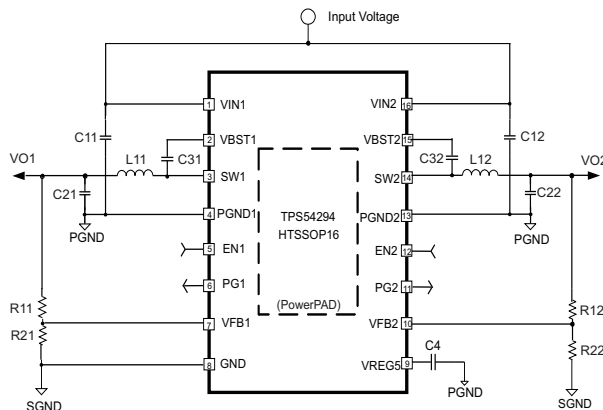 Input Voltage
VIN1
VIN2
1
16
C11
C12
VBST1
VBST2
2
15
VO1
L11
C31
C32
L12
VO2
SW1
SW2
3
14
C21
C22
PGND1
PGND2
4
13
TPS54294
HTSSOP16
PGND
PGND
EN1
EN2
5
12
PG1
PG2
6
11
(PowerPAD)
R11
R12
VFB1
VFB2
7
10
R21
R22
C4
GND
VREG5
8
9
PGND
SGND
SGND